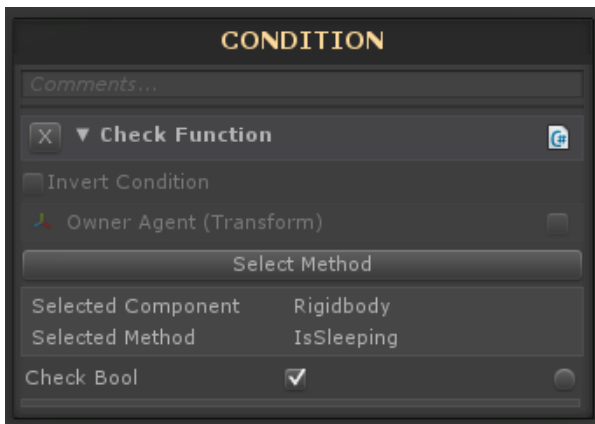 CONDITION
Comments...
X ▼ Check Function C#
Invert Condition
Owner Agent (Transform)
Select Method
Selected Component Rigidbody
Selected Method IsSleeping
Check Bool